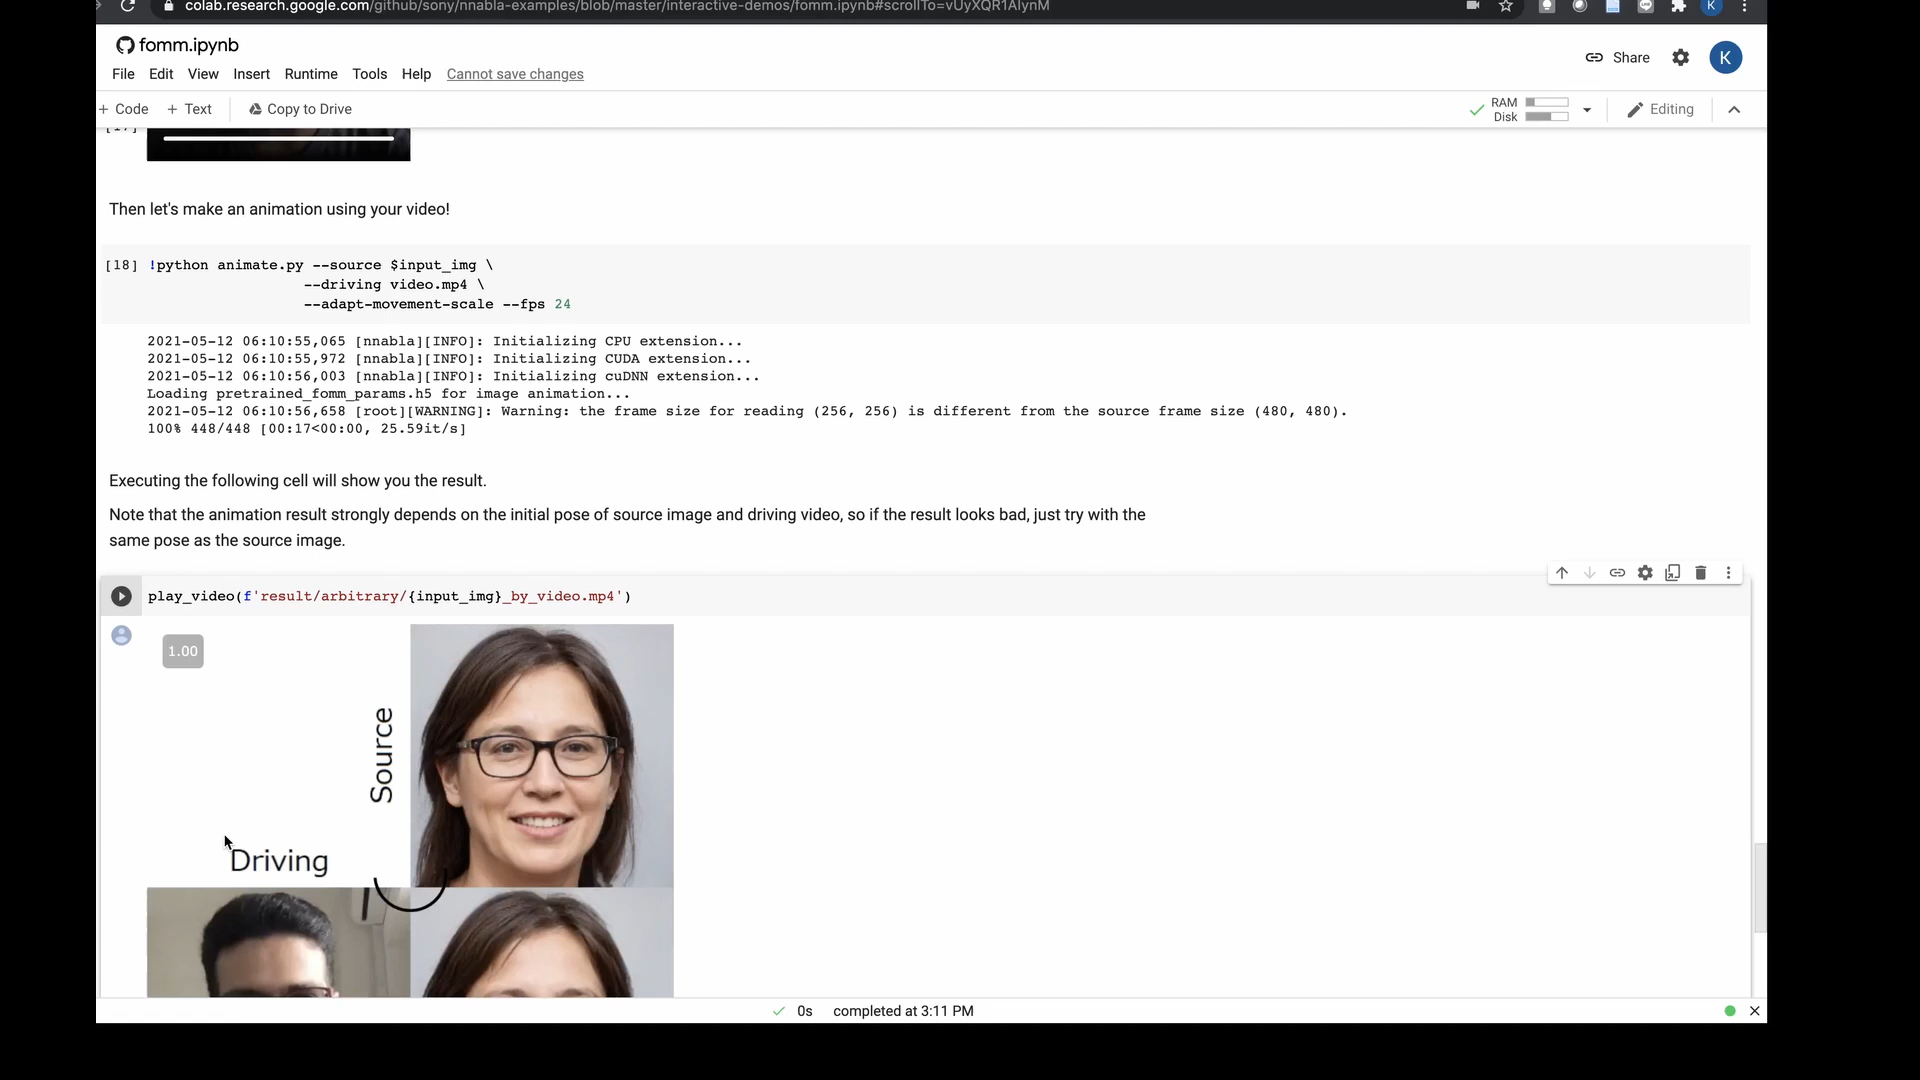 colab.research.google.com/github/sony/nnabla-examples/blob/master/interactive-demos/fomm.ipynb#scrollTo=vUyXQR1AIynM
K
fomm.ipynb
Share
K
File Edit View Insert Runtime Tools Help Cannot save changes
+ Code + Text Copy to Drive
RAM
Disk
Editing
Then let's make an animation using your video!
[18] !python animate.py --source $input_img \
--driving video.mp4 \
--adapt-movement-scale --fps 24
2021-05-12 06:10:55,065 [nnabla][INFO]: Initializing CPU extension...
2021-05-12 06:10:55,972 [nnabla][INFO]: Initializing CUDA extension...
2021-05-12 06:10:56,003 [nnabla][INFO]: Initializing cuDNN extension...
Loading pretrained_fomm_params.h5 for image animation...
2021-05-12 06:10:56,658 [root][WARNING]: Warning: the frame size for reading (256, 256) is different from the source frame size (480, 480).
100% 448/448 [00:17<00:00, 25.59it/s]
Executing the following cell will show you the result.
Note that the animation result strongly depends on the initial pose of source image and driving video, so if the result looks bad, just try with the
same pose as the source image.
play_video(f'result/arbitrary/{input_img}_by_video.mp4')
1.00
Source
Driving
0s completed at 3:11 PM